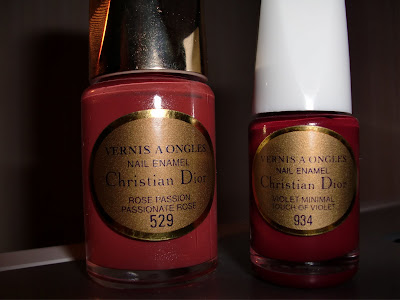 VERNIS A ONGLES
NAIL ENAMEL
Christian Dior
ROSE PASSION
PASSIONATE ROSE
529
VERNIS A ONGLES
NAIL ENAMEL
Christian Dior
VIOLET MINIMAL
TOUCH OF VIOLET
934